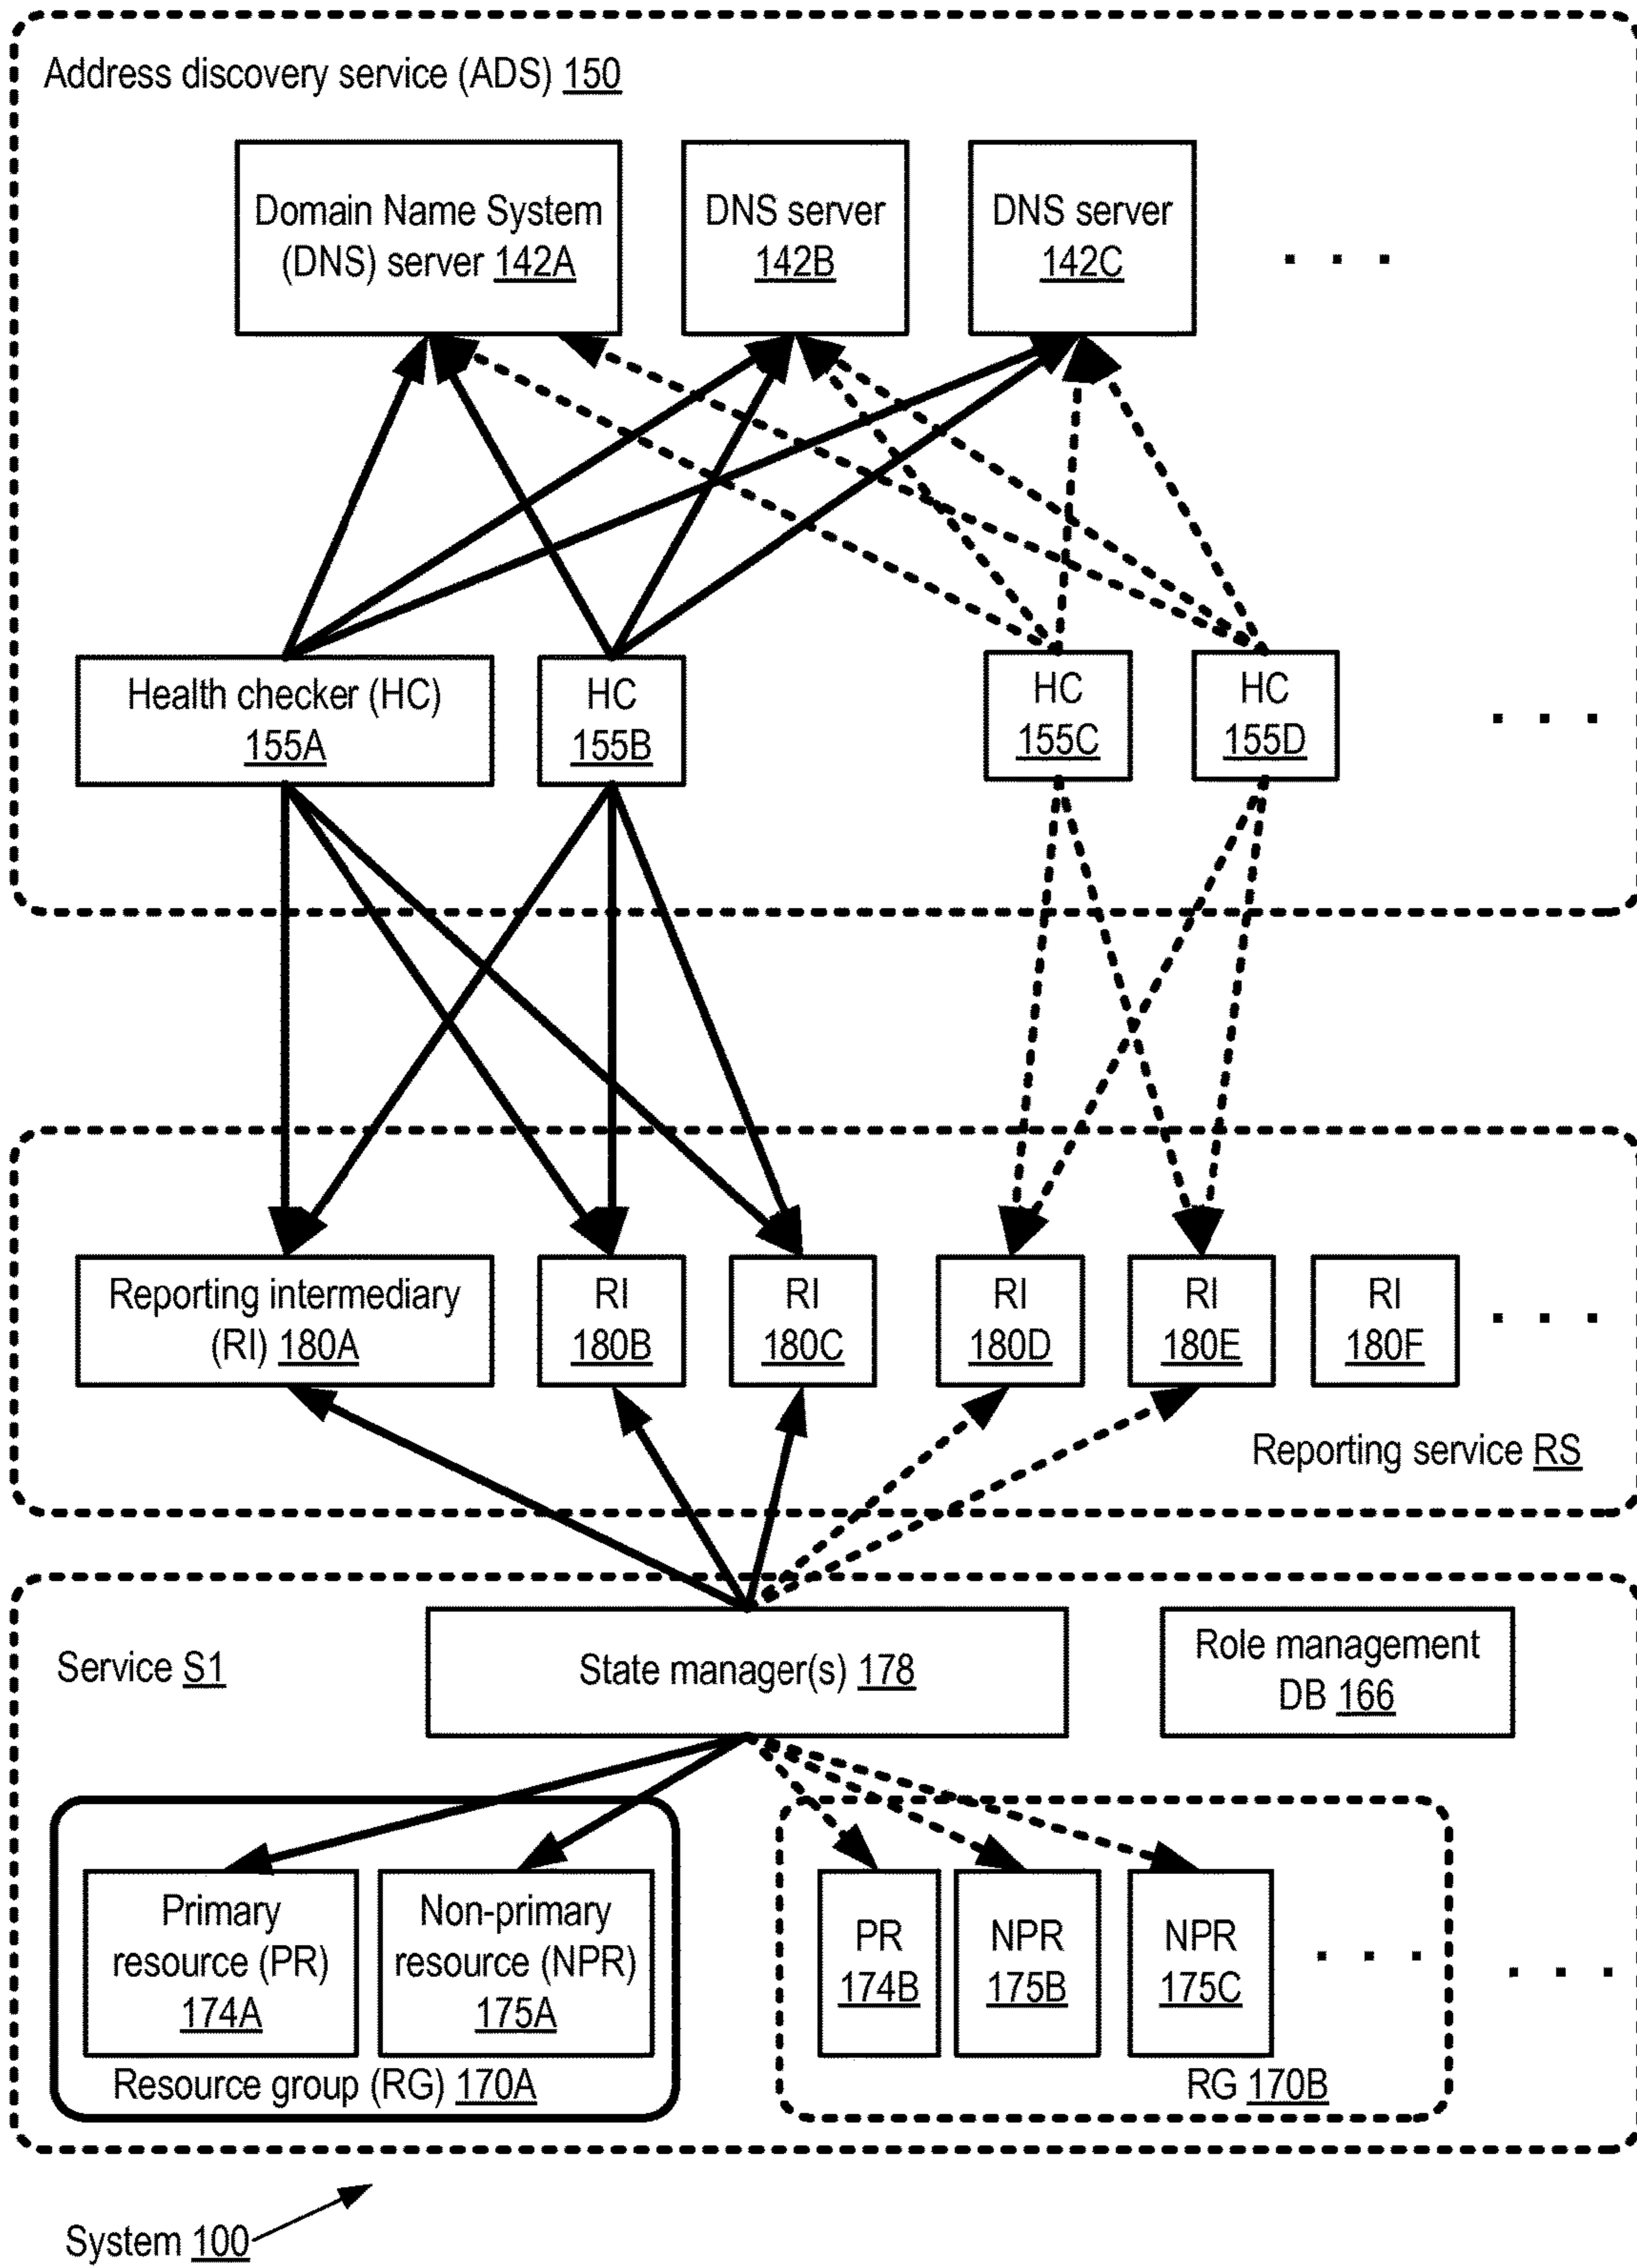 Address discovery service (ADS) 150
Domain Name System
(DNS) server 142A
DNS server
142B
DNS server
142C
. . .
Health checker (HC)
155A
HC
155B
HC
155C
HC
155D
. . .
Reporting intermediary
(RI) 180A
RI
180B
RI
180C
RI
180D
RI
180E
RI
180F
. . .
Reporting service RS
Service S1
State manager(s) 178
Role management
DB 166
Primary
resource (PR)
174A
Non-primary
resource (NPR)
175A
Resource group (RG) 170A
PR
174B
NPR
175B
NPR
175C
. . .
RG 170B
. . .
System 100